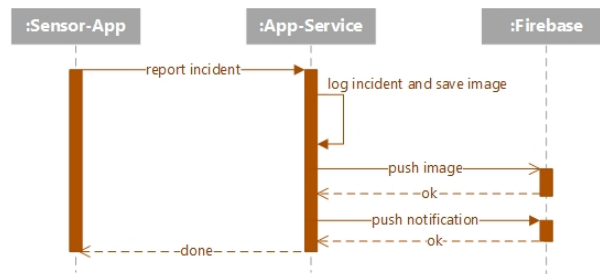 :Sensor-App
:App-Service
:Firebase
report incident
log incident and save image
push image
ok
push notification
ok
done